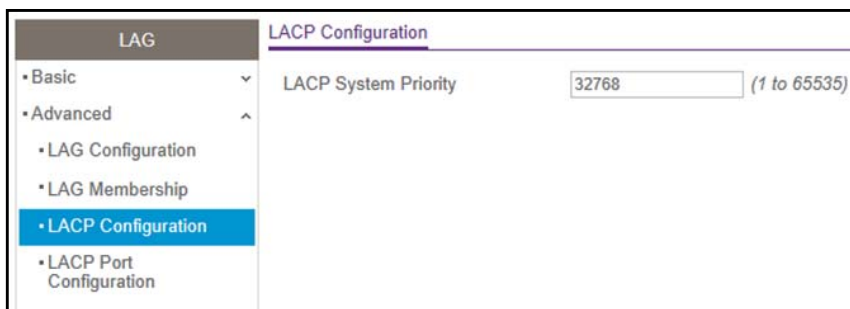 LAG
Basic
Advanced
LAG Configuration
LAG Membership
LACP Configuration
LACP Port
Configuration
LACP Configuration
LACP System Priority 32768 (1 to 65535)